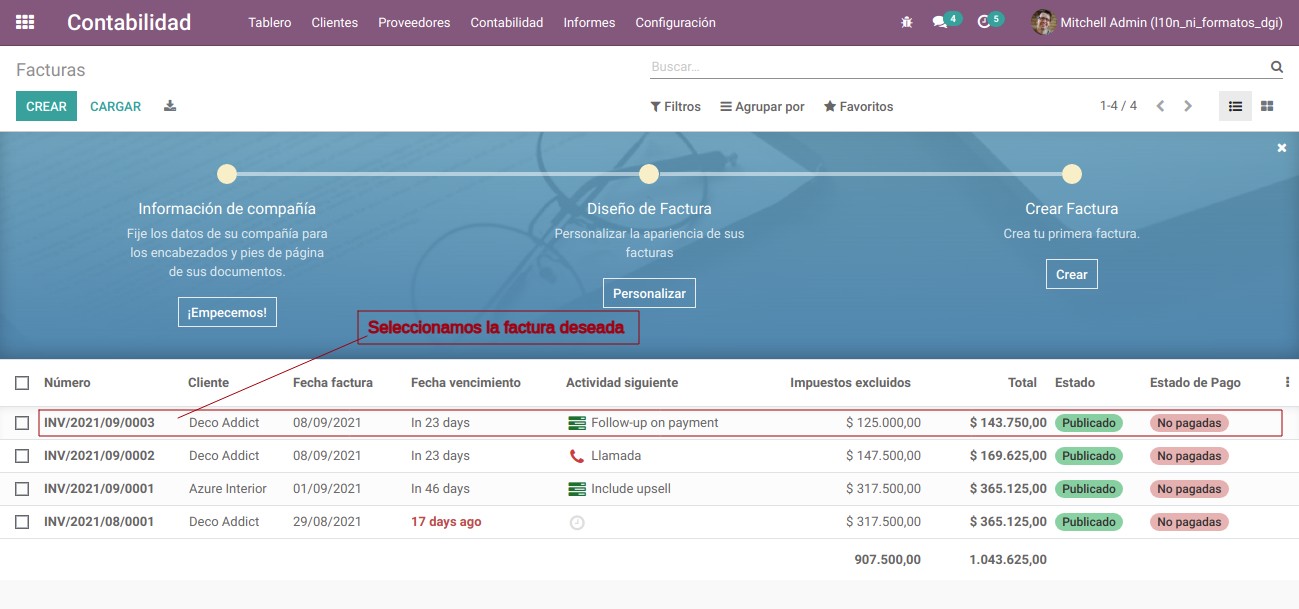 Contabilidad Tablero Clientes Proveedores Contabilidad Informes Configuración 4 5 Mitchell Admin (l10n_ni_formatos_dgi)
Facturas Buscar...
CREAR CARGAR Filtros Agrupar por Favoritos 1-4 / 4
Información de compañía Diseño de Factura Crear Factura
Fije los datos de su compañía para Personalizar la apariencia de sus Crea tu primera factura.
los encabezados y pies de página facturas
de sus documentos.
¡Empecemos! Personalizar Crear
Seleccionamos la factura deseada
Número Cliente Fecha factura Fecha vencimiento Actividad siguiente Impuestos excluidos Total Estado Estado de Pago
INV/2021/09/0003 Deco Addict 08/09/2021 In 23 days Follow-up on payment $ 125.000,00 $ 143.750,00 Publicado No pagadas
INV/2021/09/0002 Deco Addict 08/09/2021 In 23 days Llamada $ 147.500,00 $ 169.625,00 Publicado No pagadas
INV/2021/09/0001 Azure Interior 01/09/2021 In 46 days Include upsell $ 317.500,00 $ 365.125,00 Publicado No pagadas
INV/2021/08/0001 Deco Addict 29/08/2021 17 days ago $ 317.500,00 $ 365.125,00 Publicado No pagadas
907.500,00 1.043.625,00